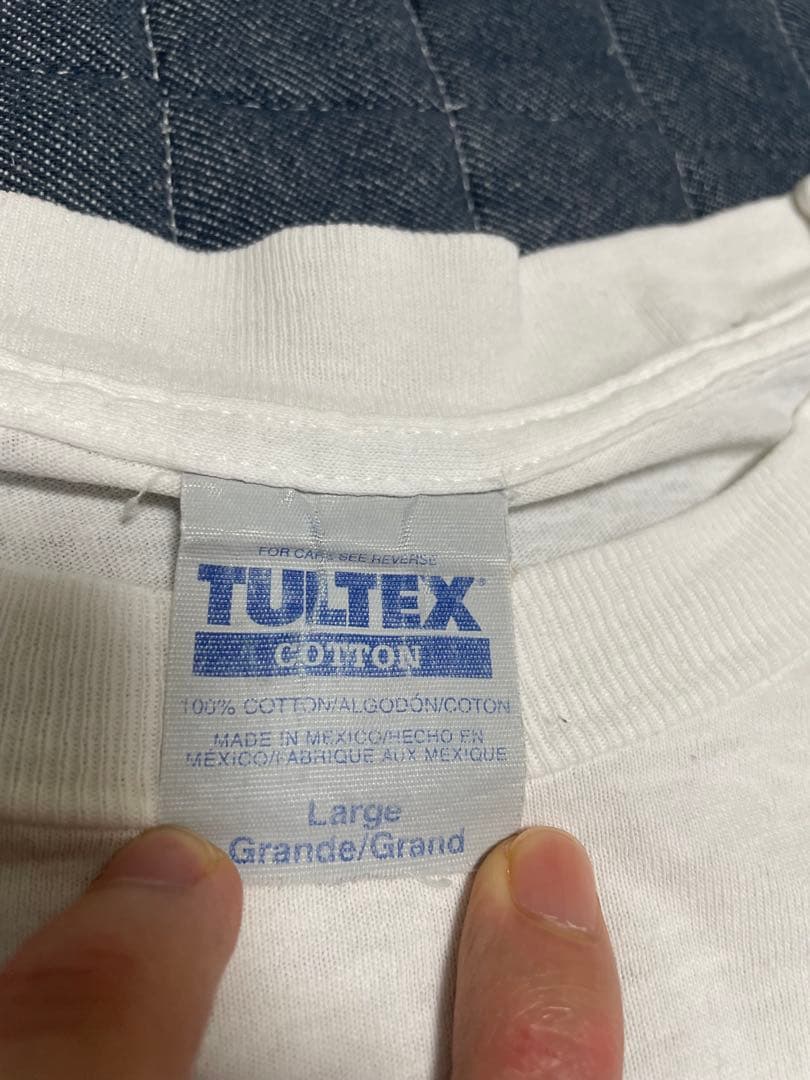 FOR CARE SEE REVERSE
TULTEX®
COTTON
100% COTTON/ALGODÓN/COTON
MADE IN MEXICO/HECHO EN
MÉXICO/FABRIQUE AUX MEXIQUE
Large
Grande/Grand